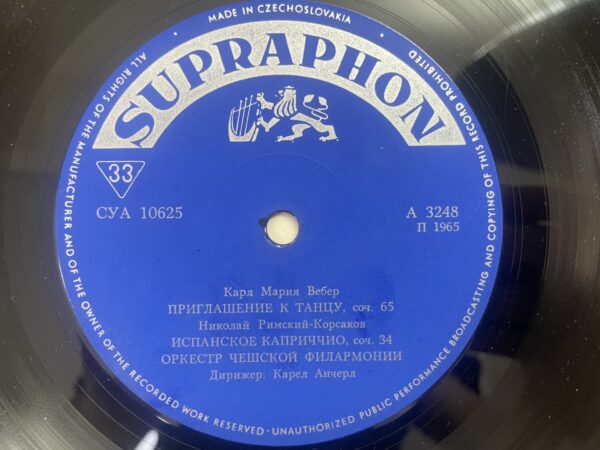 MADE IN CZECHOSLOVAKIA
ALL RIGHTS OF THE MANUFACTURER AND OF THE OWNER OF THE RECORDED WORK RESERVED - UNAUTHORIZED PUBLIC PERFORMANCE BROADCASTING AND COPYING OF THIS RECORD PROHIBITED
SUPRAPHON
33
СУА 10625
А 3248
П 1965
Карл Мария Вебер
ПРИГЛАШЕНИЕ К ТАНЦУ, соч. 65
Николай Римский-Корсаков
ИСПАНСКОЕ КАПРИЧЧИО, соч. 34
ОРКЕСТР ЧЕШСКОЙ ФИЛАРМОНИИ
Дирижер: Карел Анчерл